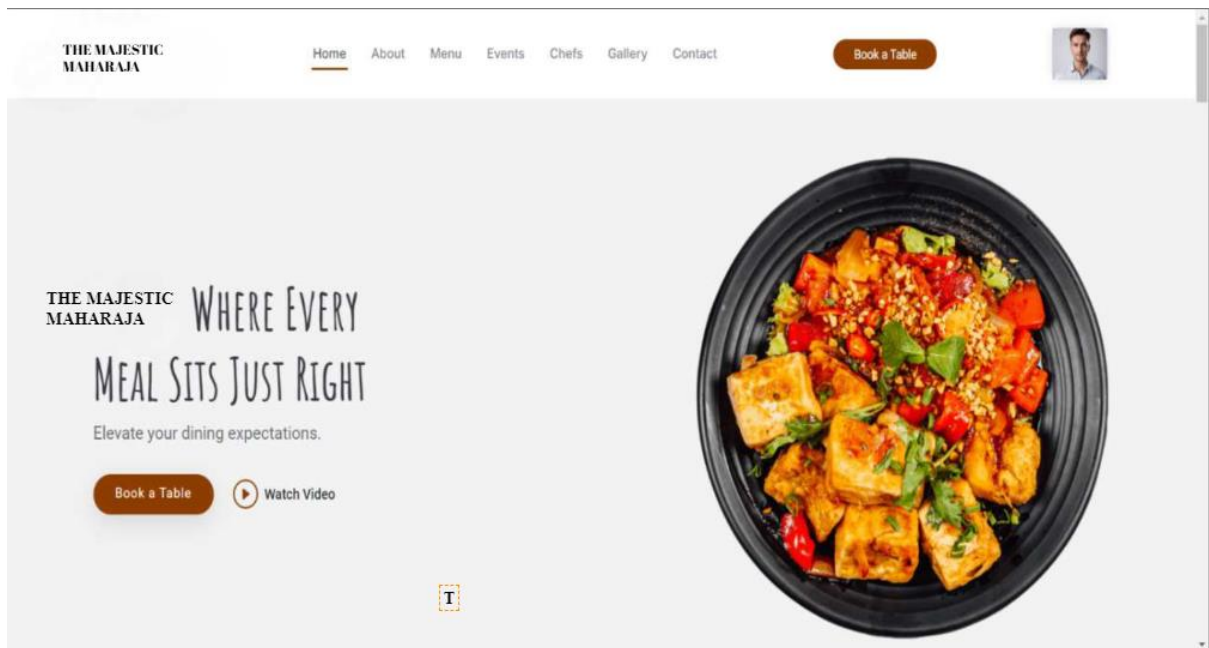 THE MAJESTIC
MAHARAJA
Home About Menu Events Chefs Gallery Contact
Book a Table
THE MAJESTIC
MAHARAJA
WHERE EVERY
MEAL SITS JUST RIGHT
Elevate your dining expectations.
Book a Table
Watch Video
T